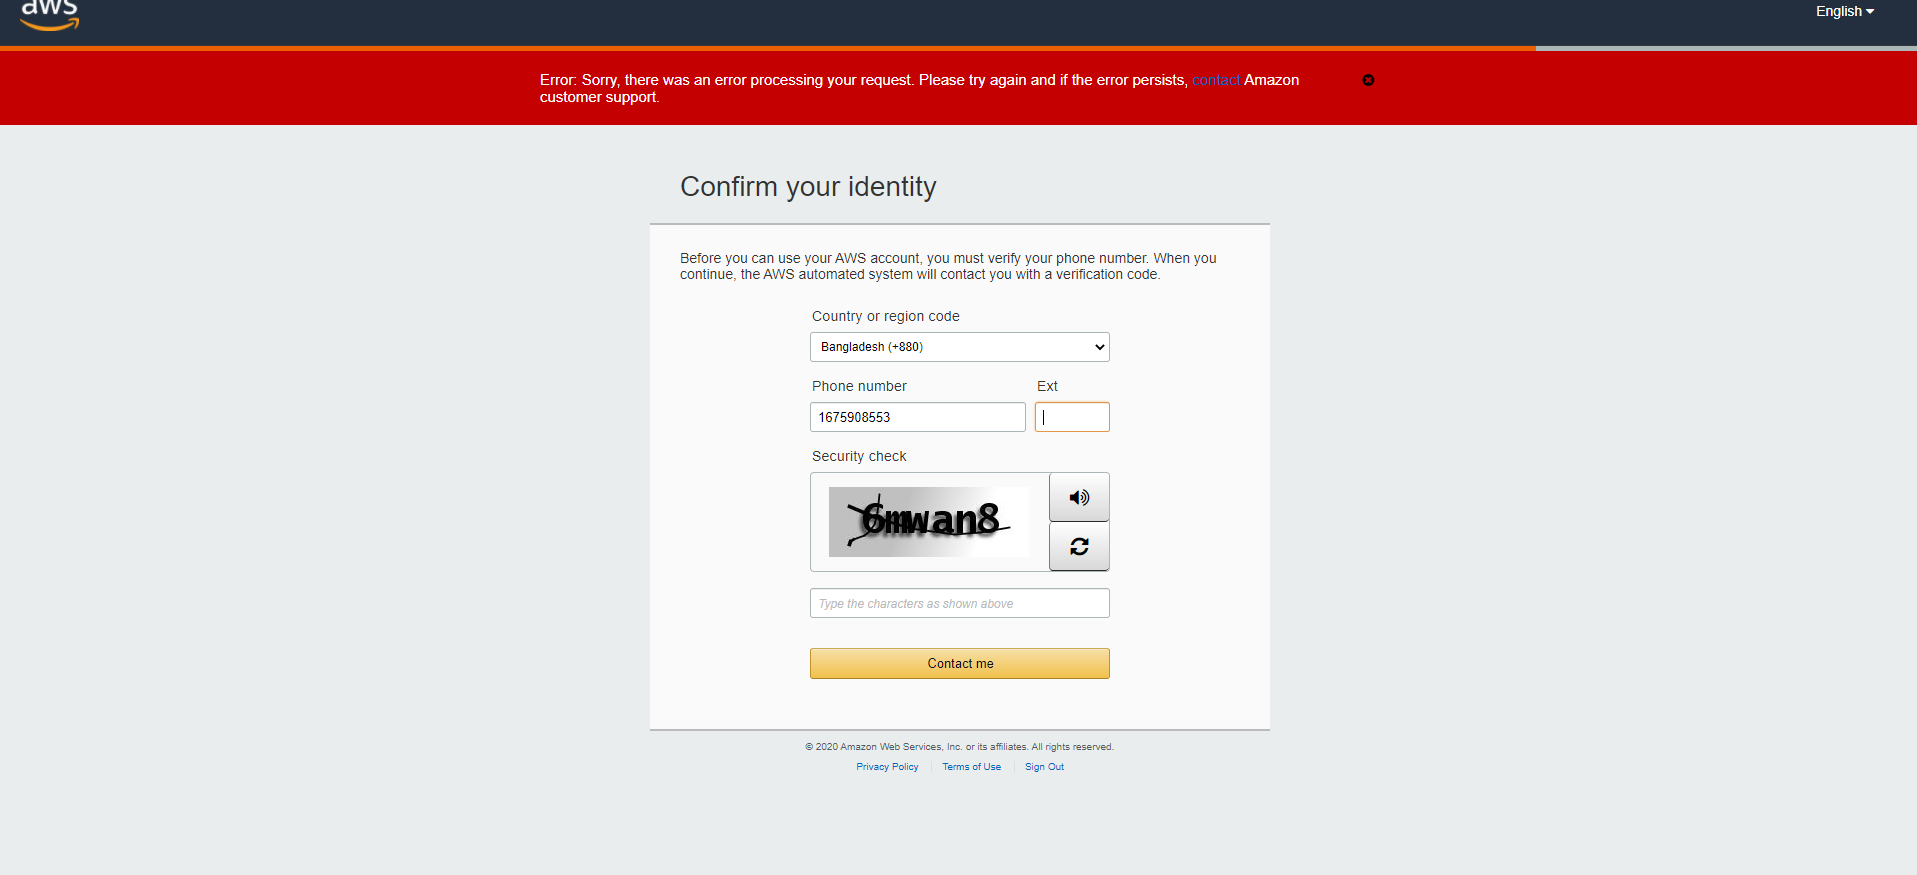 aws
English
Error: Sorry, there was an error processing your request. Please try again and if the error persists, contact Amazon
customer support.
Confirm your identity
Before you can use your AWS account, you must verify your phone number. When you
continue, the AWS automated system will contact you with a verification code.
Country or region code
Bangladesh (+880)
Phone number Ext
1675908553
Security check
6mwan8
Type the characters as shown above
Contact me
© 2020 Amazon Web Services, Inc. or its affiliates. All rights reserved.
Privacy Policy Terms of Use Sign Out